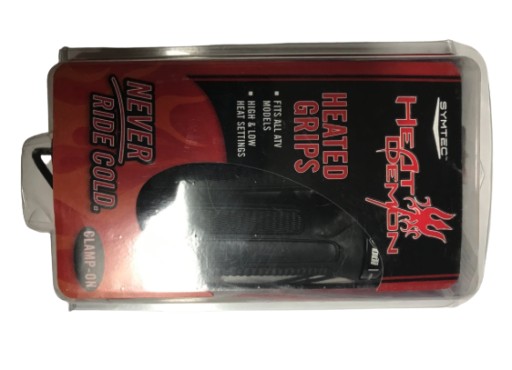 SYMTEC
HEAT
DEMON
HEATED
GRIPS
▪ FITS ALL ATV
MODELS
▪ HIGH & LOW
HEAT SETTINGS
NEVER
RIDE COLD.®
CLAMP-ON